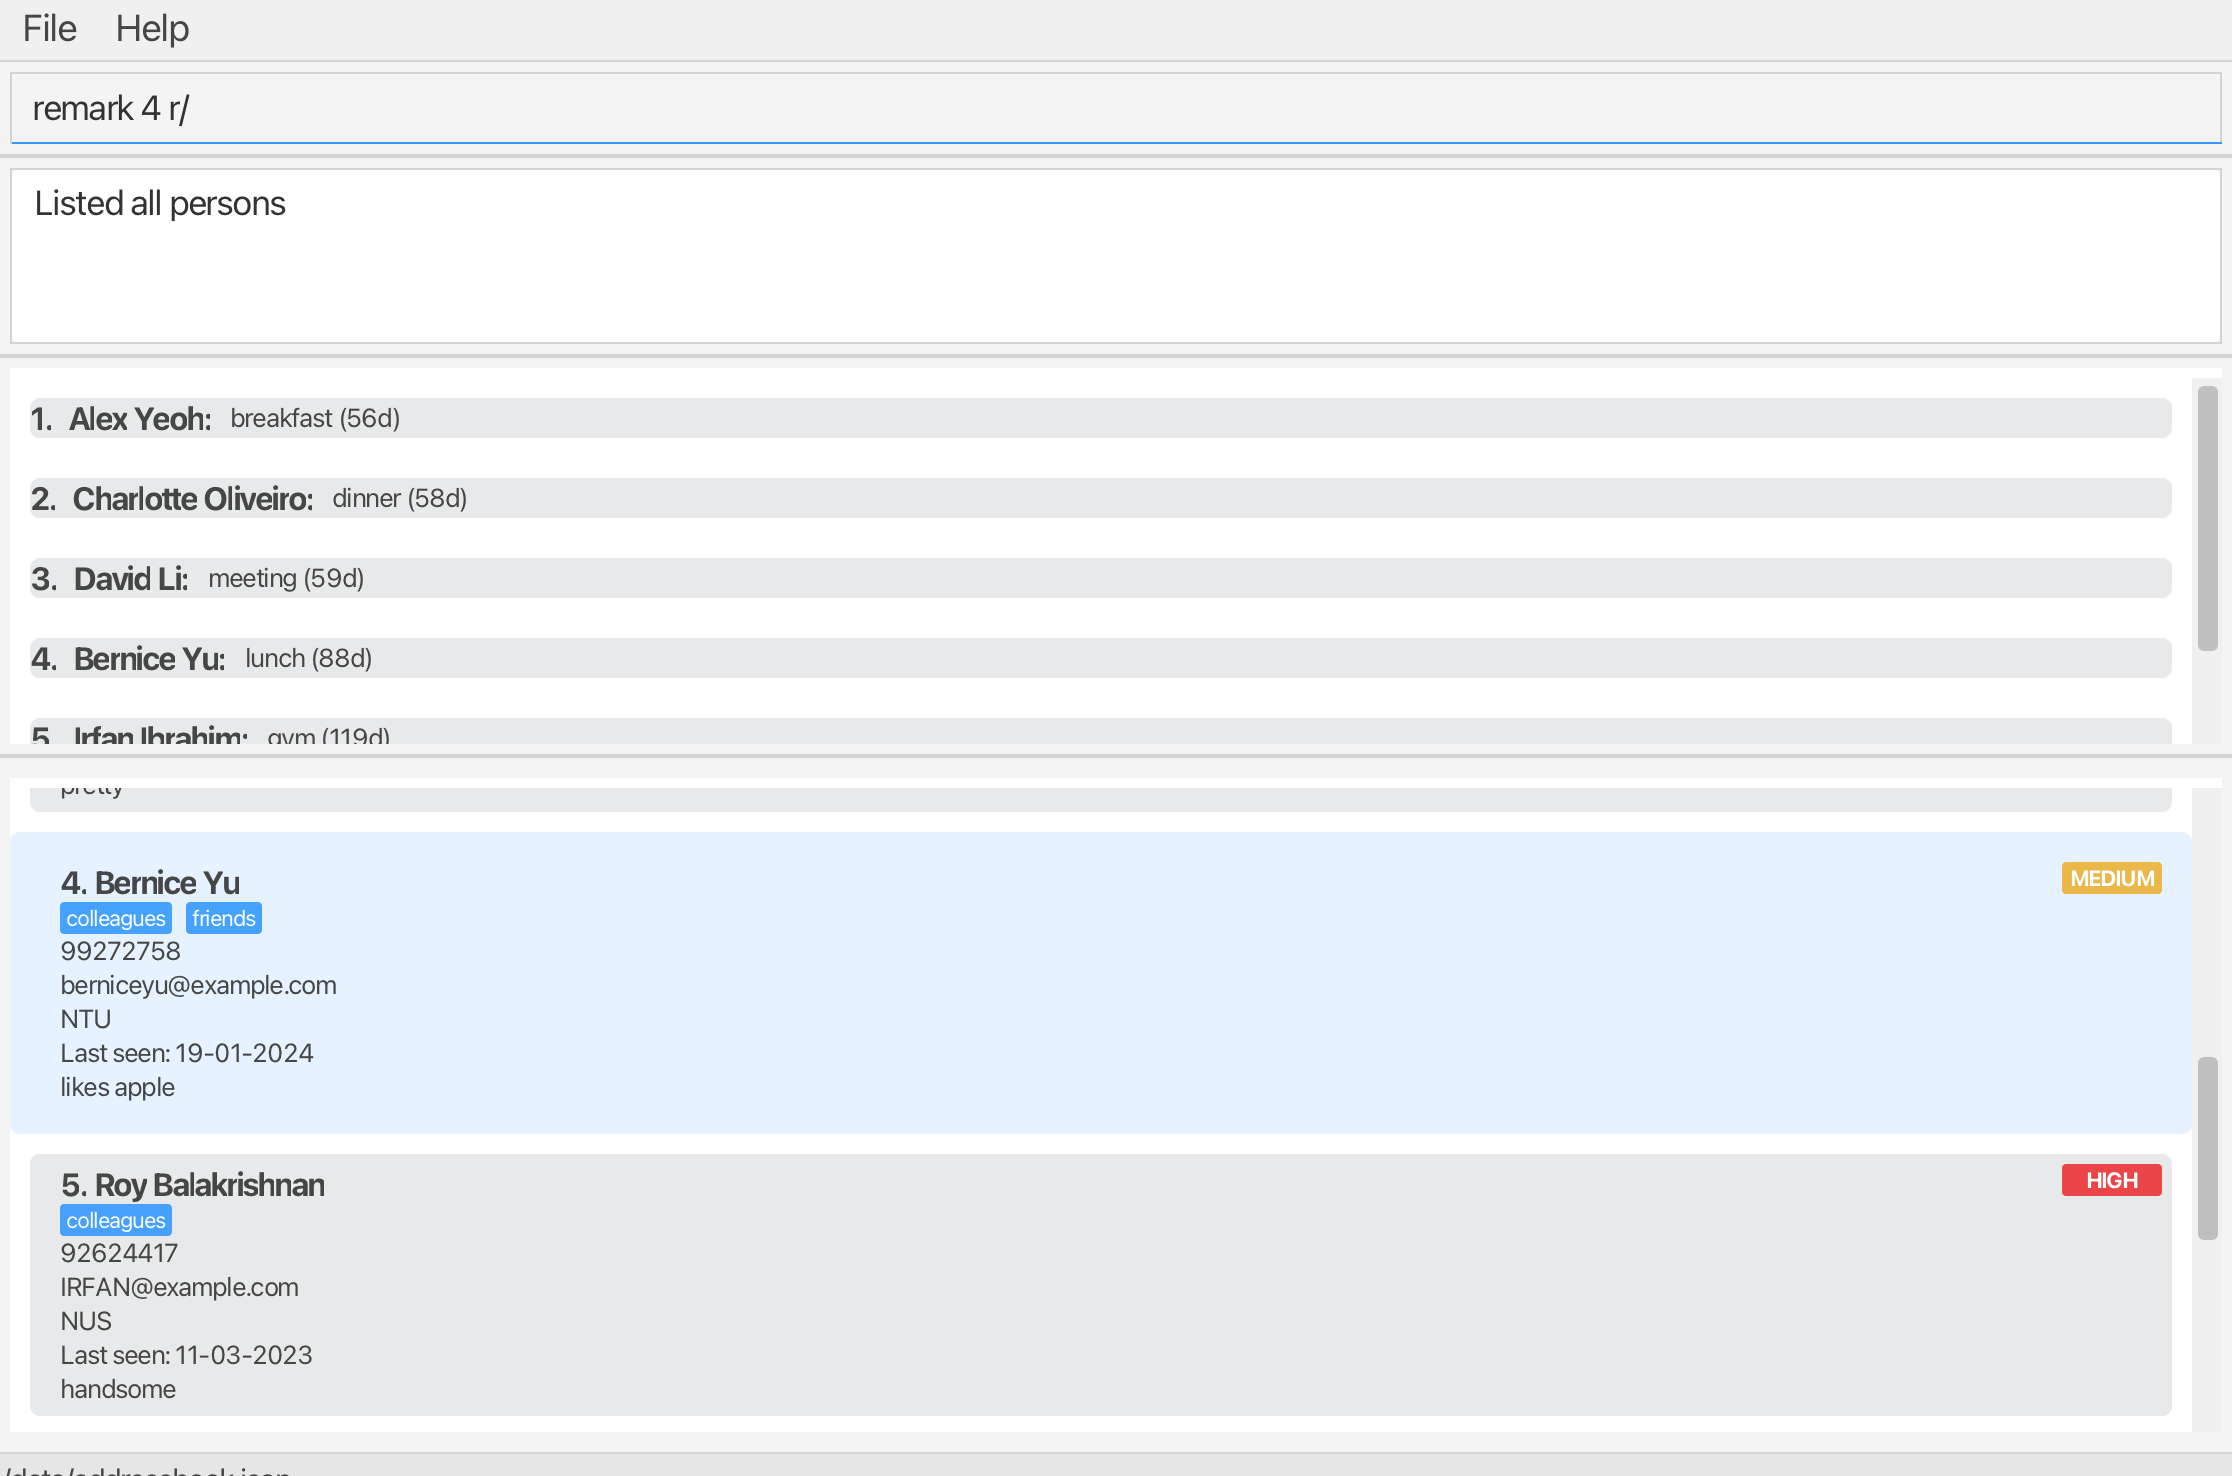 File Help
remark 4 r/
Listed all persons
1. Alex Yeoh: breakfast (56d)
2. Charlotte Oliveiro: dinner (58d)
3. David Li: meeting (59d)
4. Bernice Yu: lunch (88d)
5. Irfan Ibrahim: gym (119d)
pretty
4. Bernice Yu MEDIUM
colleagues friends
99272758
berniceyu@example.com
NTU
Last seen: 19-01-2024
likes apple
5. Roy Balakrishnan HIGH
colleagues
92624417
IRFAN@example.com
NUS
Last seen: 11-03-2023
handsome
/data/addressbook.json